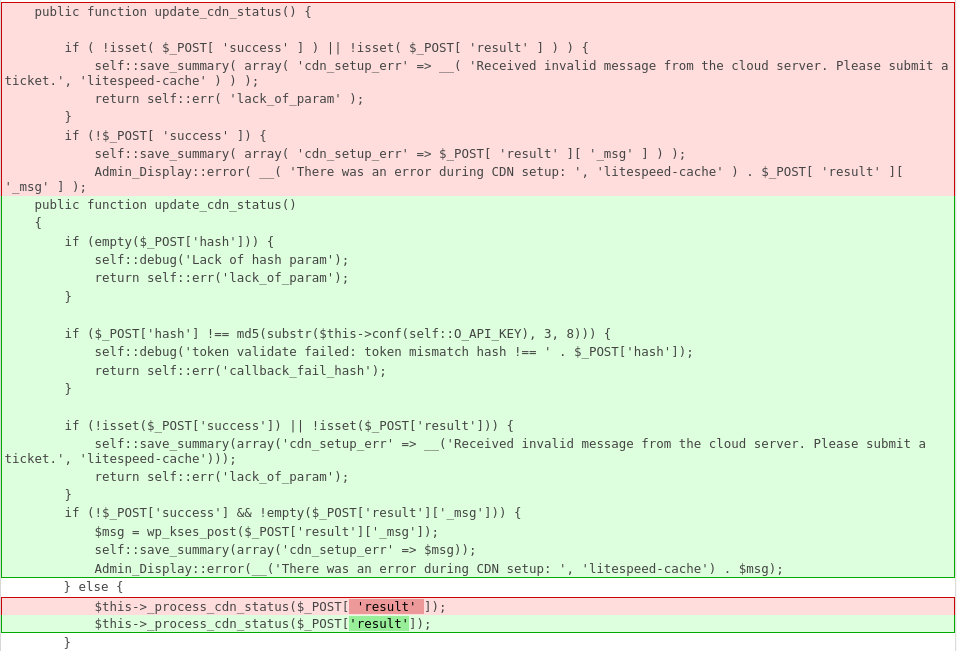 public function update_cdn_status() {

        if ( !isset( $_POST[ 'success' ] ) || !isset( $_POST[ 'result' ] ) ) {
            self::save_summary( array( 'cdn_setup_err' => __( 'Received invalid message from the cloud server. Please submit a
ticket.', 'litespeed-cache' ) ) );
            return self::err( 'lack_of_param' );
        }
        if (!$_POST[ 'success' ]) {
            self::save_summary( array( 'cdn_setup_err' => $_POST[ 'result' ][ '_msg' ] ) );
            Admin_Display::error( __( 'There was an error during CDN setup: ', 'litespeed-cache' ) . $_POST[ 'result' ][
'_msg' ] );
    public function update_cdn_status()
    {
        if (empty($_POST['hash'])) {
            self::debug('Lack of hash param');
            return self::err('lack_of_param');
        }

        if ($_POST['hash'] !== md5(substr($this->conf(self::O_API_KEY), 3, 8))) {
            self::debug('token validate failed: token mismatch hash !== ' . $_POST['hash']);
            return self::err('callback_fail_hash');
        }

        if (!isset($_POST['success']) || !isset($_POST['result'])) {
            self::save_summary(array('cdn_setup_err' => __('Received invalid message from the cloud server. Please submit a
ticket.', 'litespeed-cache')));
            return self::err('lack_of_param');
        }
        if (!$_POST['success'] && !empty($_POST['result']['_msg'])) {
            $msg = wp_kses_post($_POST['result']['_msg']);
            self::save_summary(array('cdn_setup_err' => $msg));
            Admin_Display::error(__('There was an error during CDN setup: ', 'litespeed-cache') . $msg);
        } else {
            $this->_process_cdn_status($_POST[ 'result' ]);
            $this->_process_cdn_status($_POST['result']);
        }